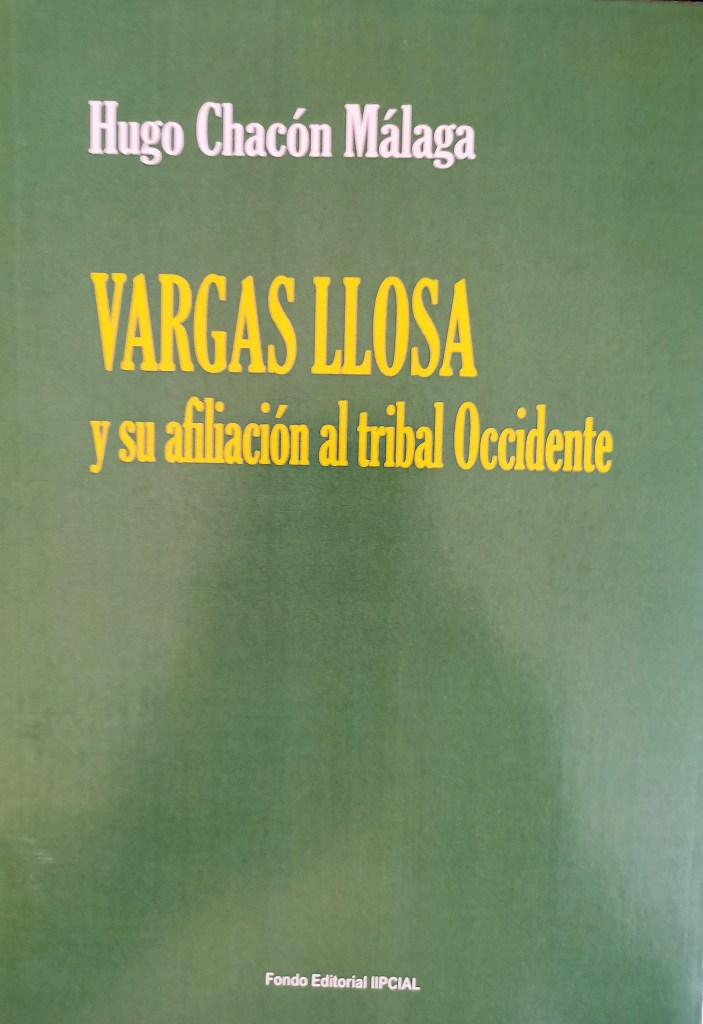 Hugo Chacón Málaga
VARGAS LLOSA
y su afiliación al tribal Occidente
Fondo Editorial IIPCIAL